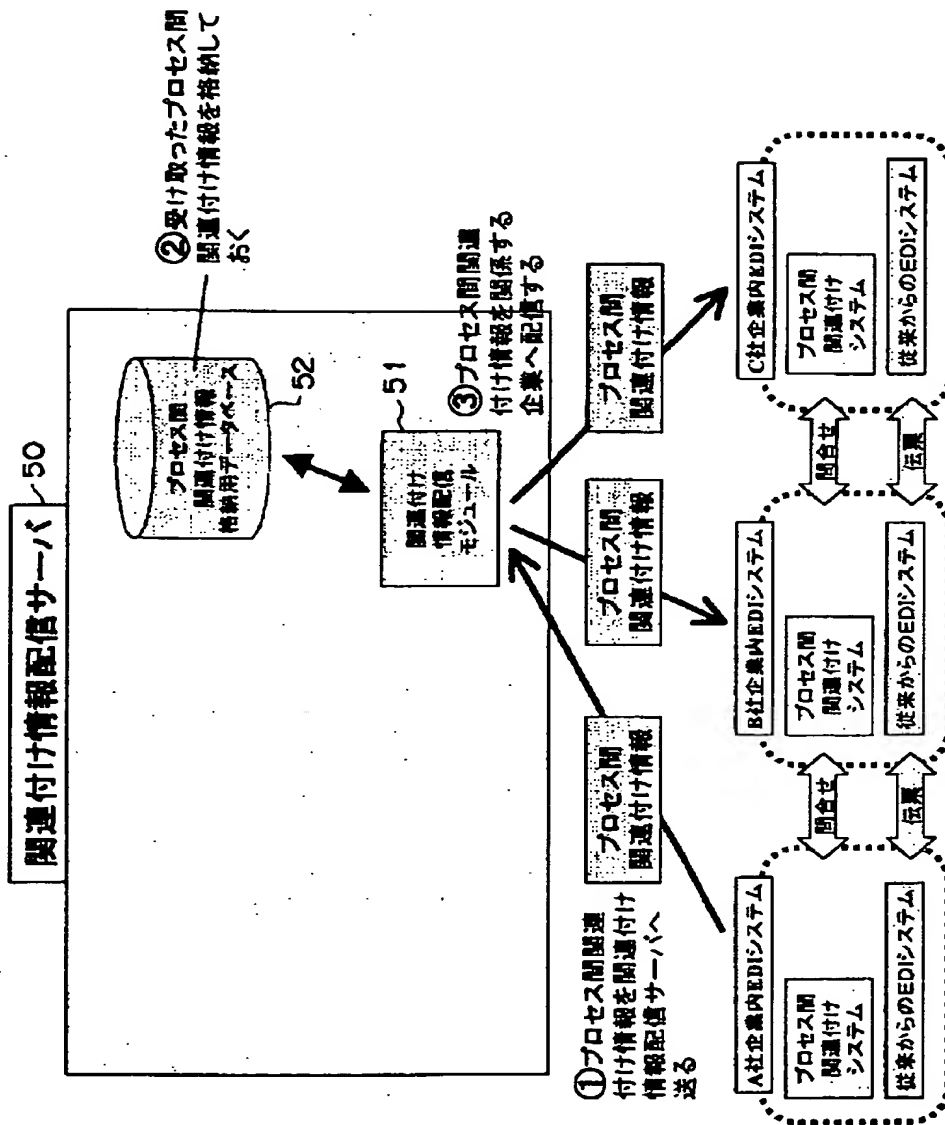 関連付け情報配信サーバ
50
プロセス間
関連付け情報
格納用データベース
52
②受け取ったプロセス間
関連付け情報を格納して
おく
関連付け
情報配信
モジュール
51
③プロセス間関連
付け情報を関係する
企業へ配信する
①プロセス間関連
付け情報を関連付け
情報配信サーバへ
送る
プロセス間
関連付け情報
プロセス間
関連付け情報
プロセス間
関連付け情報
A社企業内EDIシステム
プロセス間
関連付け
システム
従来からのEDIシステム
問合せ
伝票
B社企業内EDIシステム
プロセス間
関連付け
システム
従来からのEDIシステム
問合せ
伝票
C社企業内EDIシステム
プロセス間
関連付け
システム
従来からのEDIシステム